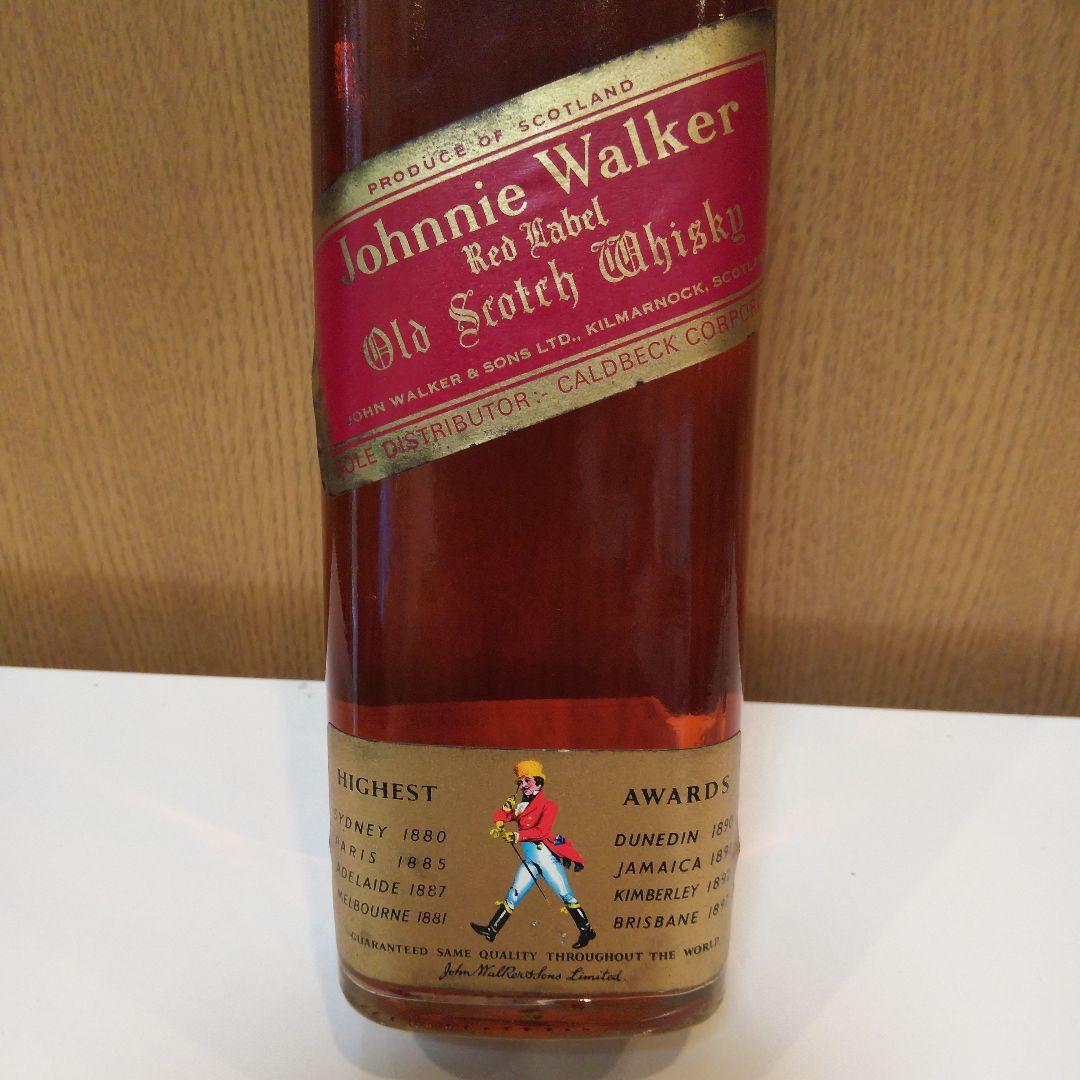 PRODUCE OF SCOTLAND
Johnnie Walker
Red Label
Old Scotch Whisky
JOHN WALKER & SONS LTD., KILMARNOCK,
SOLE DISTRIBUTOR:- CALDBECK
HIGHEST AWARDS
SYDNEY 1880 DUNEDIN
PARIS 1885 JAMAICA
ADELAIDE 1887 KIMBERLEY
MELBOURNE 1881 BRISBANE
GUARANTEED SAME QUALITY THROUGHOUT THE WORLD
John Walker & Sons Limited.